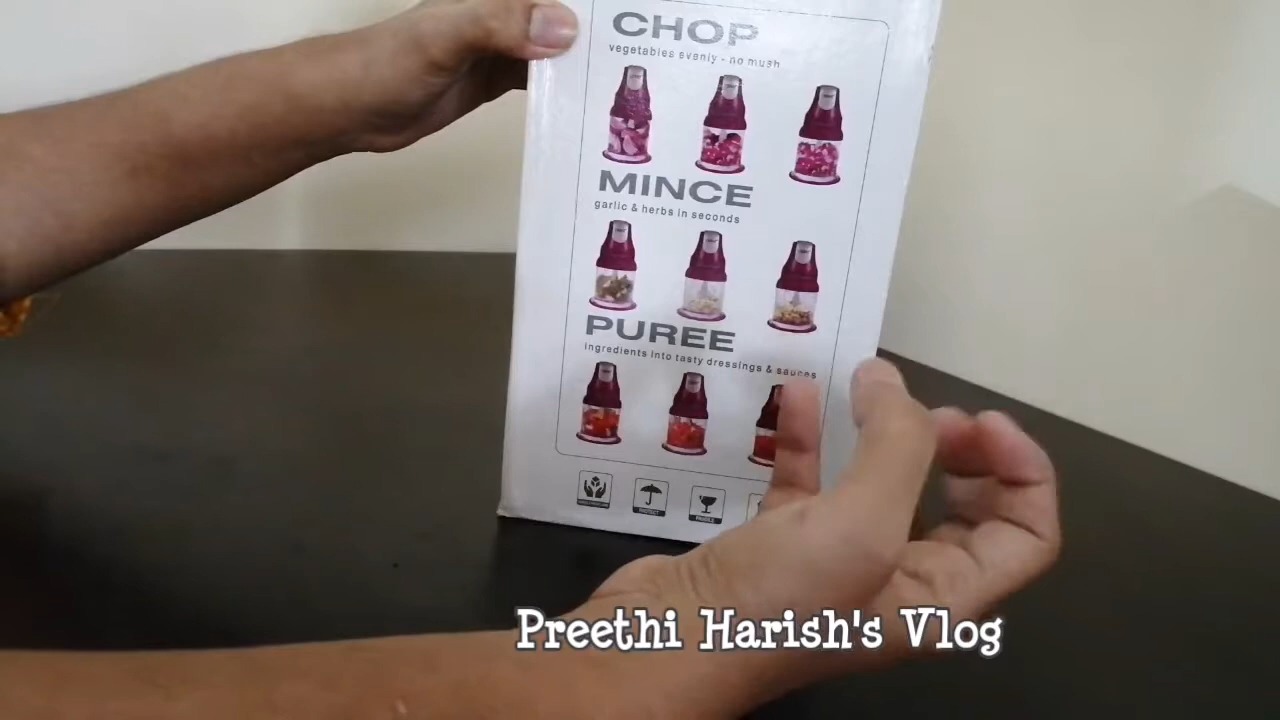 CHOP
vegetables evenly - no mush
MINCE
garlic & herbs in seconds
PUREE
ingredients into tasty dressings & sauces
Preethi Harish's Vlog